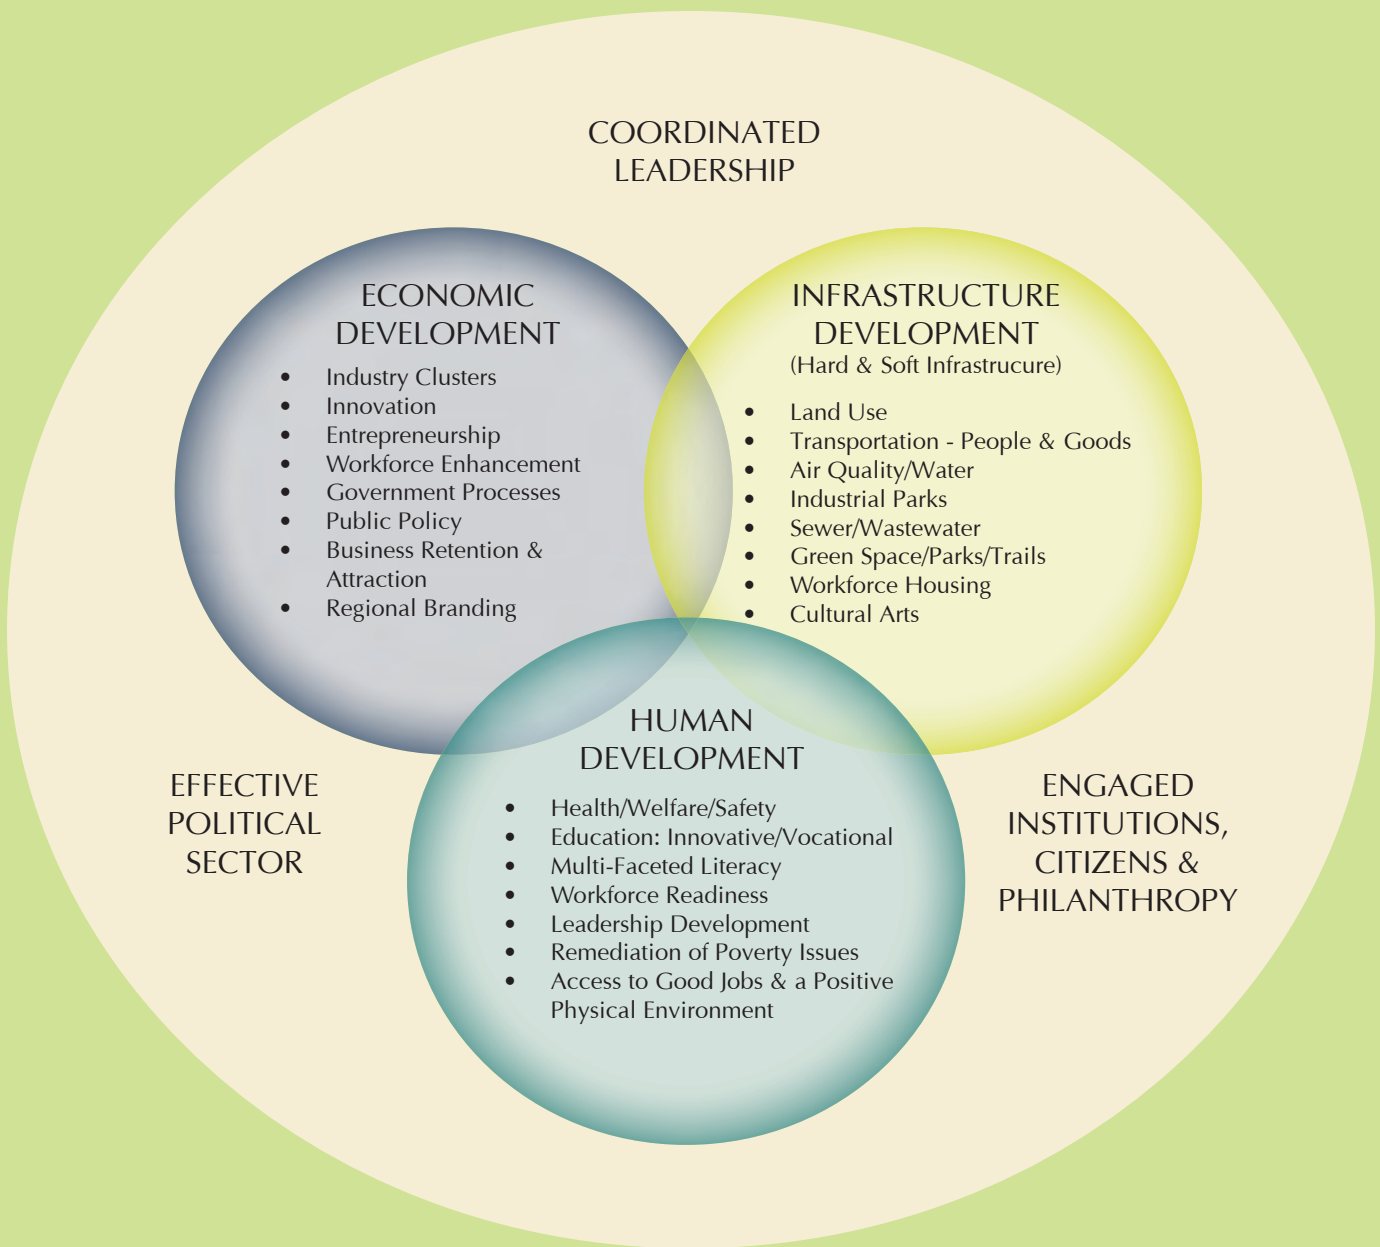 COORDINATED
LEADERSHIP
ECONOMIC
DEVELOPMENT
• Industry Clusters
• Innovation
• Entrepreneurship
• Workforce Enhancement
• Government Processes
• Public Policy
• Business Retention &
Attraction
• Regional Branding
INFRASTRUCTURE
DEVELOPMENT
(Hard & Soft Infrastrucure)
• Land Use
• Transportation - People & Goods
• Air Quality/Water
• Industrial Parks
• Sewer/Wastewater
• Green Space/Parks/Trails
• Workforce Housing
• Cultural Arts
HUMAN
DEVELOPMENT
• Health/Welfare/Safety
• Education: Innovative/Vocational
• Multi-Faceted Literacy
• Workforce Readiness
• Leadership Development
• Remediation of Poverty Issues
• Access to Good Jobs & a Positive
Physical Environment
EFFECTIVE
POLITICAL
SECTOR
ENGAGED
INSTITUTIONS,
CITIZENS &
PHILANTHROPY